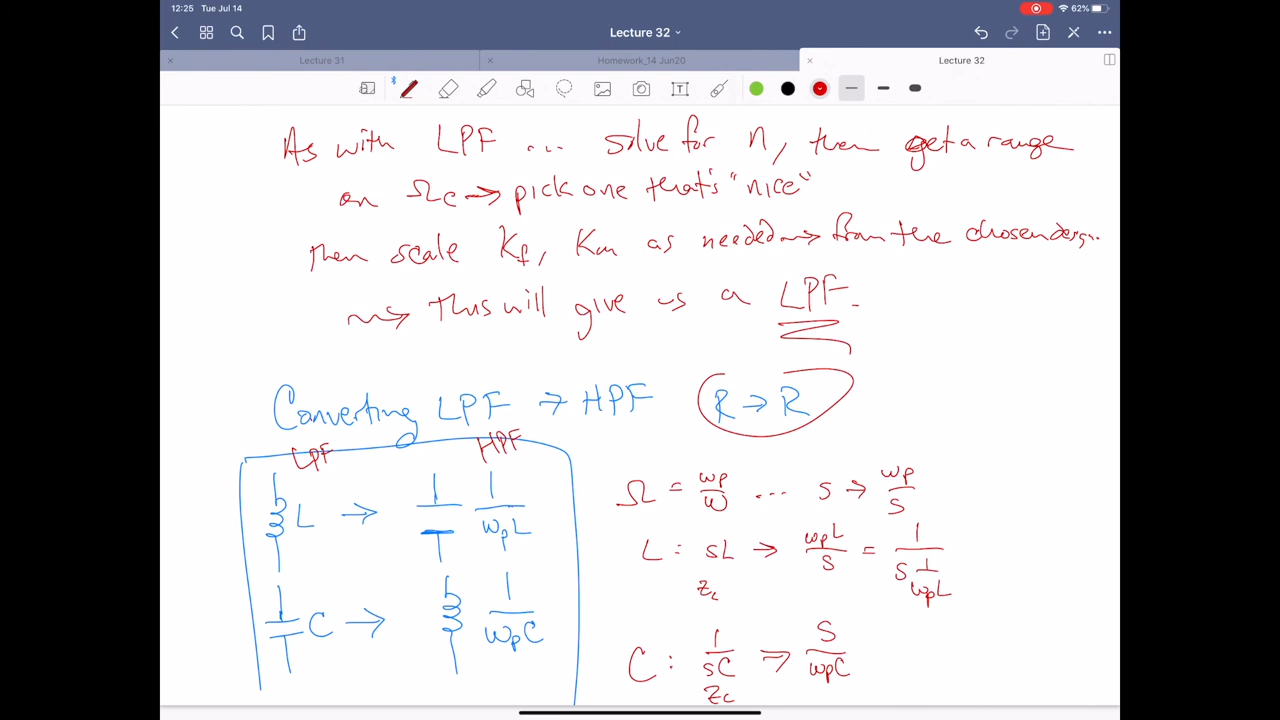 12:25 Tue Jul 14
62%
Lecture 32
Lecture 31
Homework_14 Jun20
Lecture 32
As with LPF ... solve for n, then get a range
on Ωc → pick one that's "nice"
then scale Kf, Km as needed → from the chosen design.
→ this will give us a LPF.
Converting LPF → HPF R → R
LPF HPF
L → 1/ωpL
C → 1/ωpC
Ω = ωp/ω ... s → ωp/s
L : sL → ωpL/s = 1/(s 1/ωpL)
ZL
C : 1/sC ⇒ s/ωpC
Zc